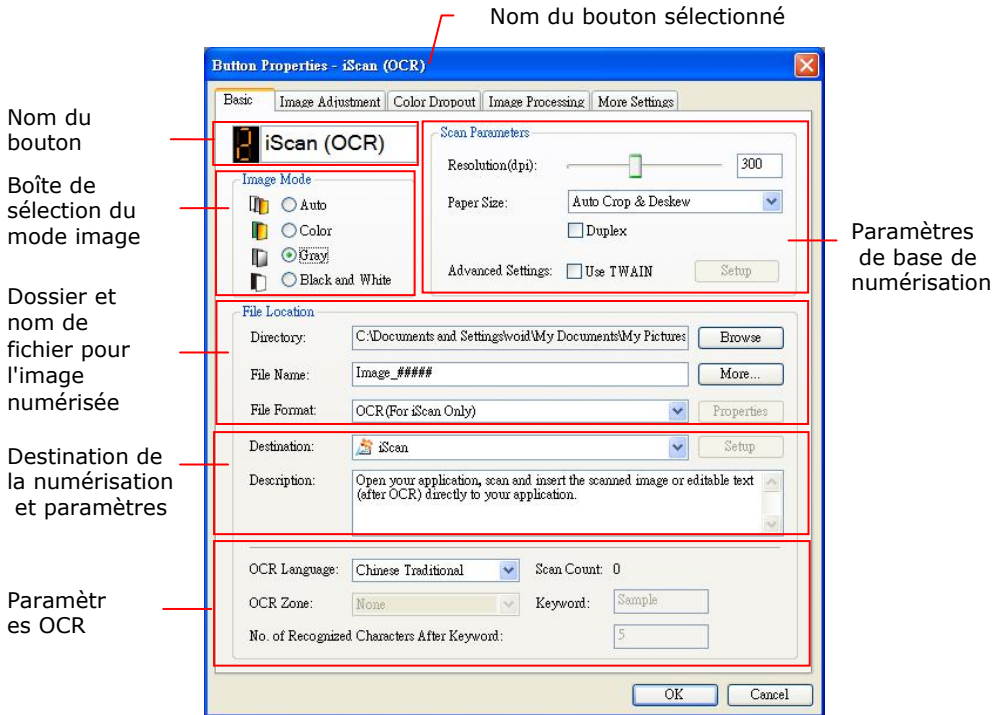 Nom du bouton sélectionné
Button Properties - iScan (OCR)
Basic Image Adjustment Color Dropout Image Processing More Settings
Nom du
bouton
2 iScan (OCR)
Boîte de
sélection du
mode image
Image Mode
Auto
Color
Gray
Black and White
Scan Parameters
Resolution(dpi): 300
Paper Size: Auto Crop & Deskew
Duplex
Advanced Settings: Use TWAIN Setup
Paramètres
de base de
numérisation
Dossier et
nom de
fichier pour
l'image
numérisée
File Location
Directory: C:\Documents and Settings\void\My Documents\My Pictures Browse
File Name: Image_##### More...
File Format: OCR(For iScan Only) Properties
Destination de
la numérisation
et paramètres
Destination: iScan Setup
Description: Open your application, scan and insert the scanned image or editable text
(after OCR) directly to your application.
Paramètr
es OCR
OCR Language: Chinese Traditional Scan Count: 0
OCR Zone: None Keyword: Sample
No. of Recognized Characters After Keyword: 5
OK Cancel